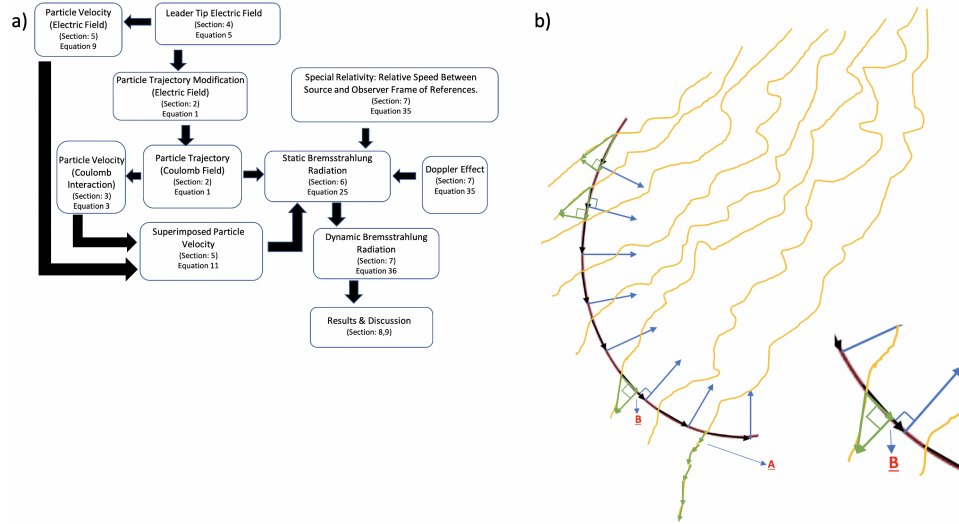 a)
Particle Velocity
(Electric Field)
(Section: 5)
Equation 9
Leader Tip Electric Field
(Section: 4)
Equation 5
Particle Trajectory Modification
(Electric Field)
(Section: 2)
Equation 1
Special Relativity: Relative Speed Between
Source and Observer Frame of References.
(Section: 7)
Equation 35
Particle Velocity
(Coulomb
Interaction)
(Section: 3)
Equation 3
Particle Trajectory
(Coulomb Field)
(Section: 2)
Equation 1
Static Bremsstrahlung
Radiation
(Section: 6)
Equation 25
Doppler Effect
(Section: 7)
Equation 35
Superimposed Particle
Velocity
(Section: 5)
Equation 11
Dynamic Bremsstrahlung
Radiation
(Section: 7)
Equation 36
Results & Discussion
(Section: 8,9)
b)
B
A
B